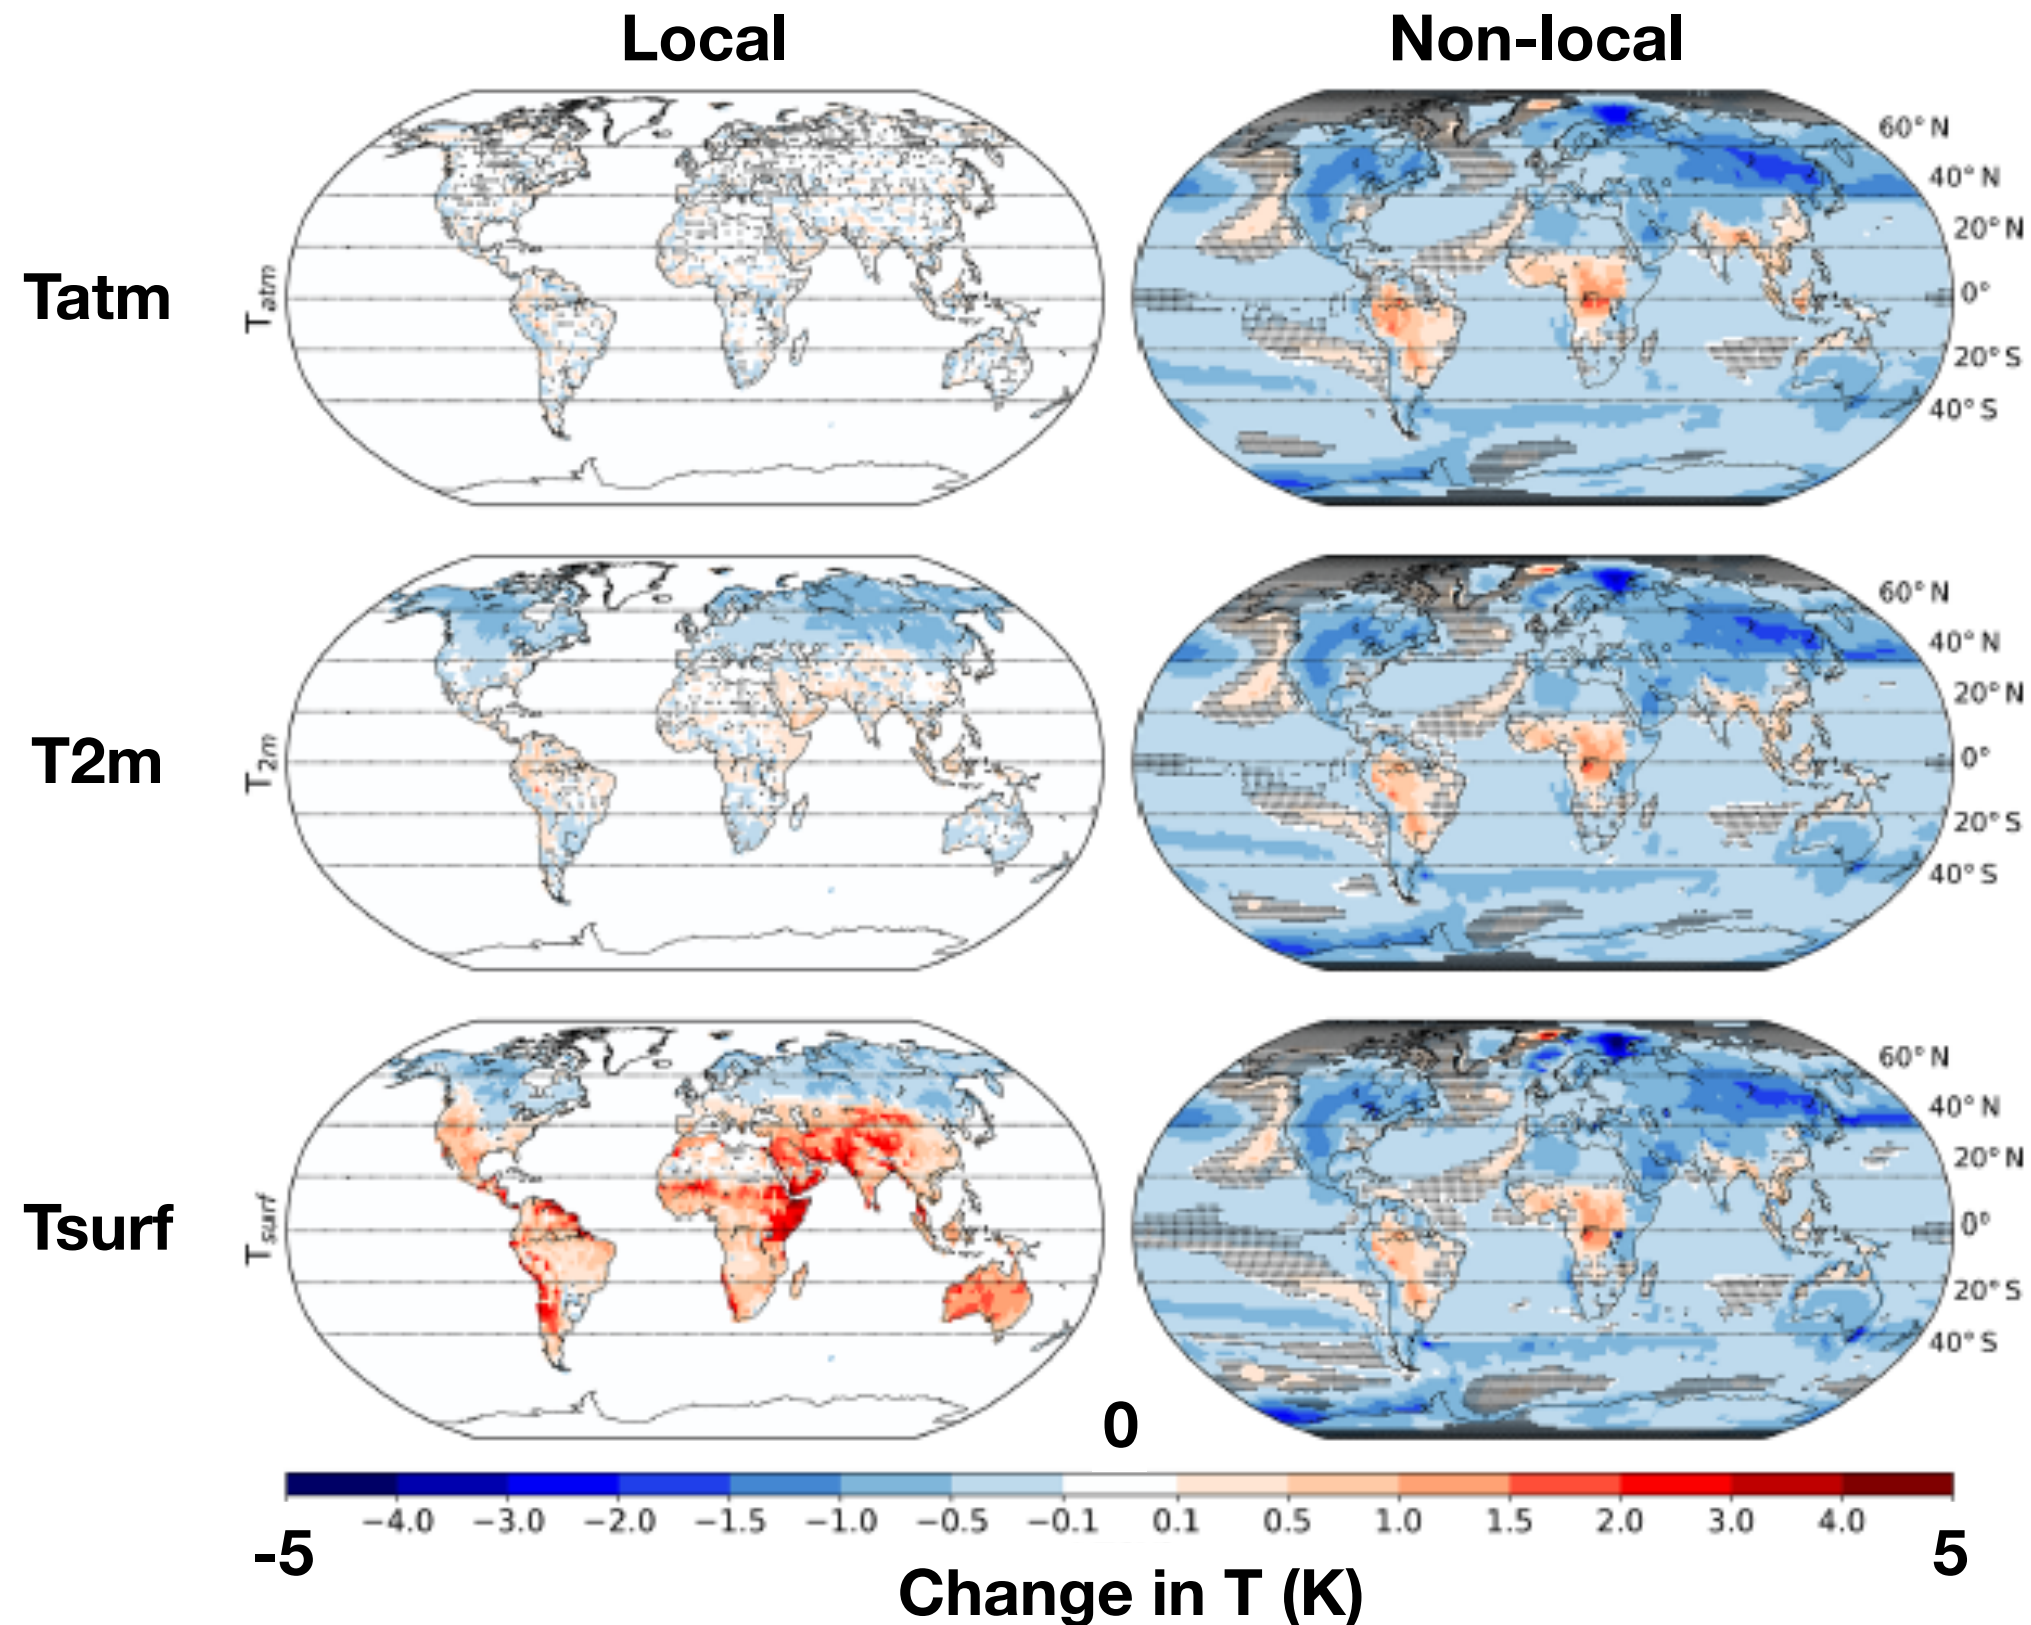 Local Non-local
60° N
40° N
20° N
Tatm T_atm 0°
20° S
40° S
60° N
40° N
20° N
T2m T_2m 0°
20° S
40° S
60° N
40° N
20° N
Tsurf T_surf 0°
20° S
40° S
0
−4.0 −3.0 −2.0 −1.5 −1.0 −0.5 −0.1 0.1 0.5 1.0 1.5 2.0 3.0 4.0
-5 5
Change in T (K)